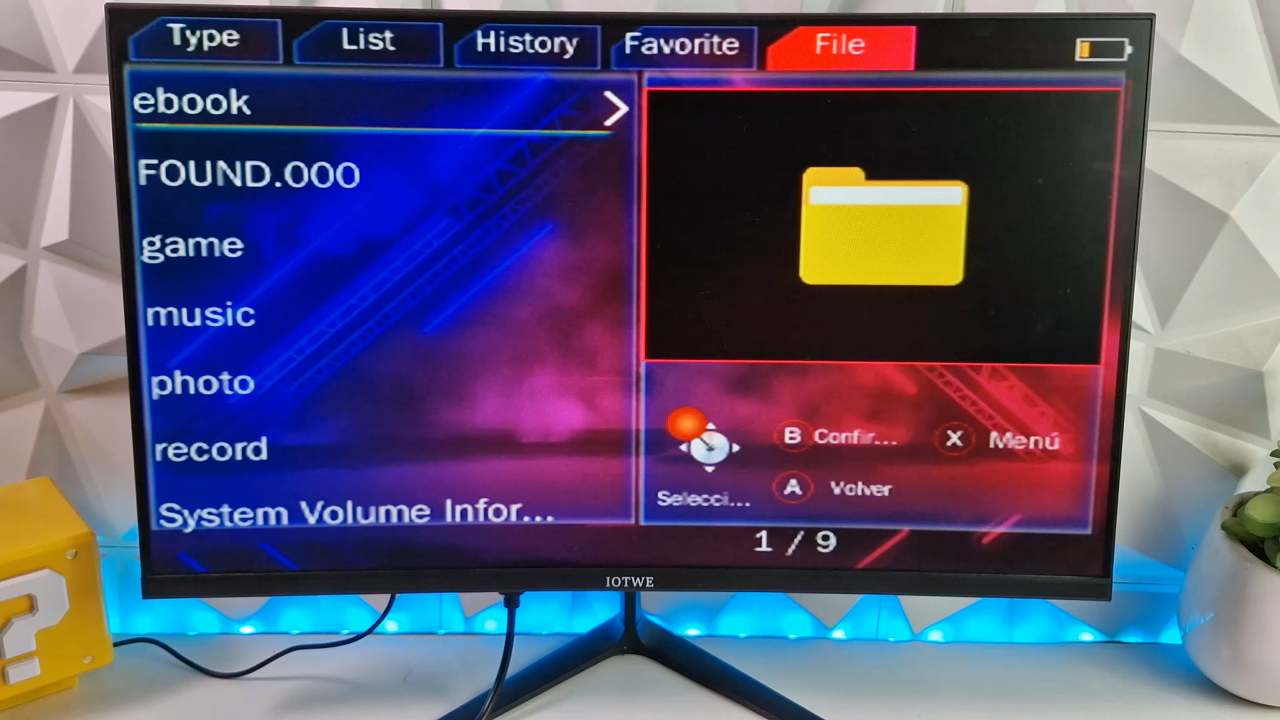 Type List History Favorite File
ebook
FOUND.000
game
music
photo
record
System Volume Infor...
B Confir... X Menú
Selecci... A Volver
1 / 9
IOTWE
?